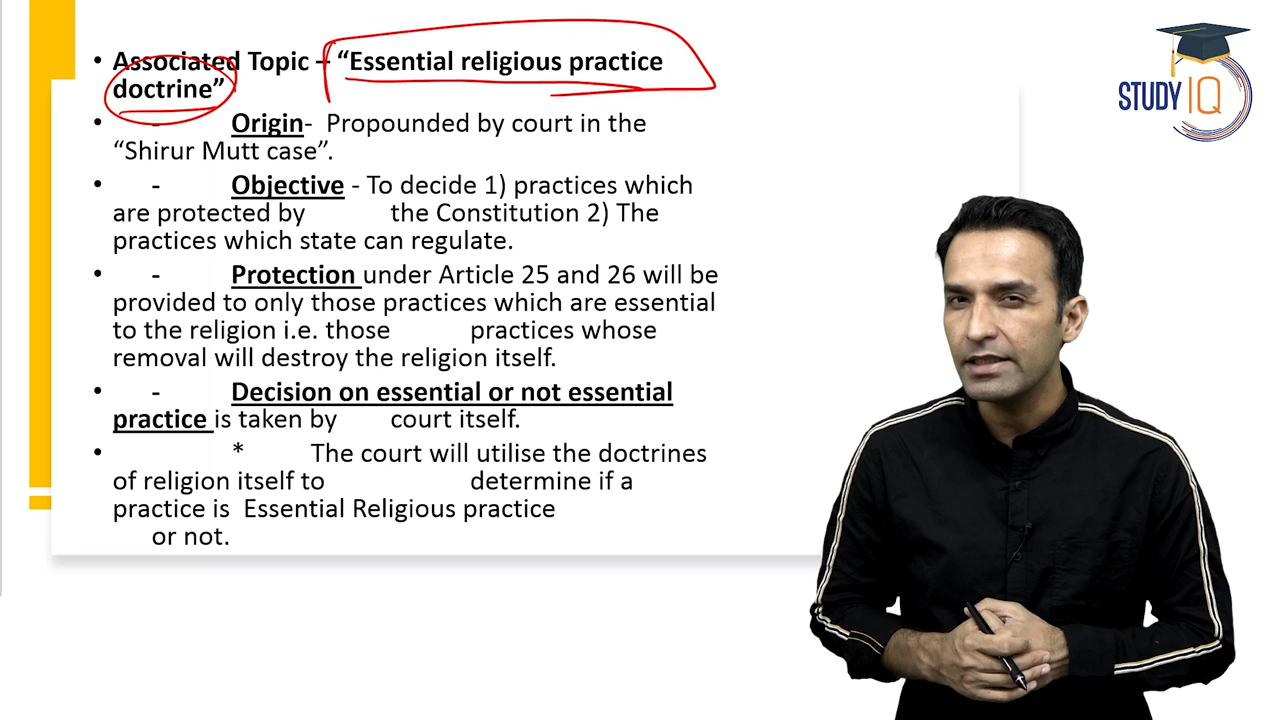 • Associated Topic – “Essential religious practice
doctrine”
• - Origin- Propounded by court in the
“Shirur Mutt case”.
• - Objective - To decide 1) practices which
are protected by the Constitution 2) The
practices which state can regulate.
• - Protection under Article 25 and 26 will be
provided to only those practices which are essential
to the religion i.e. those practices whose
removal will destroy the religion itself.
• - Decision on essential or not essential
practice is taken by court itself.
• * The court will utilise the doctrines
of religion itself to determine if a
practice is Essential Religious practice
or not.
STUDY IQ